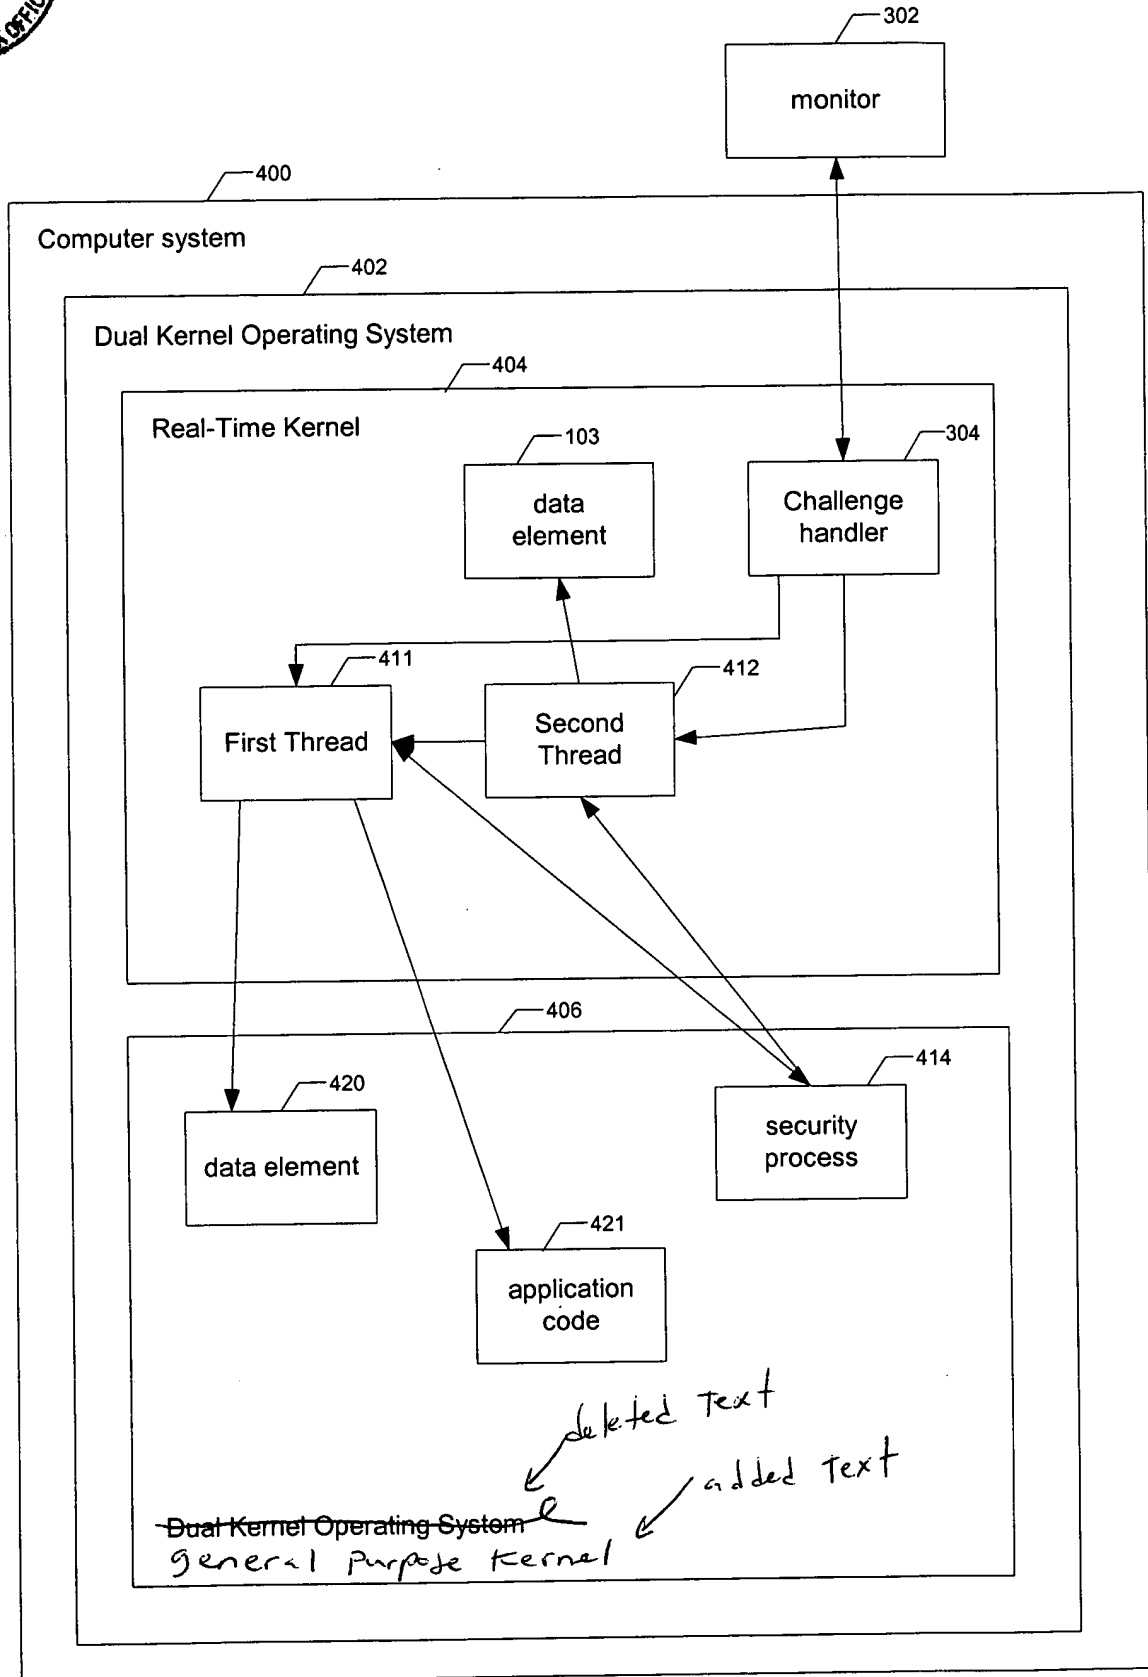 OFFIC
302
monitor
400
Computer system
402
Dual Kernel Operating System
404
Real-Time Kernel
103
data
element
304
Challenge
handler
411
First Thread
412
Second
Thread
406
420
data element
414
security
process
421
application
code
deleted Text
added Text
Dual Kernel Operating System
general purpose kernel